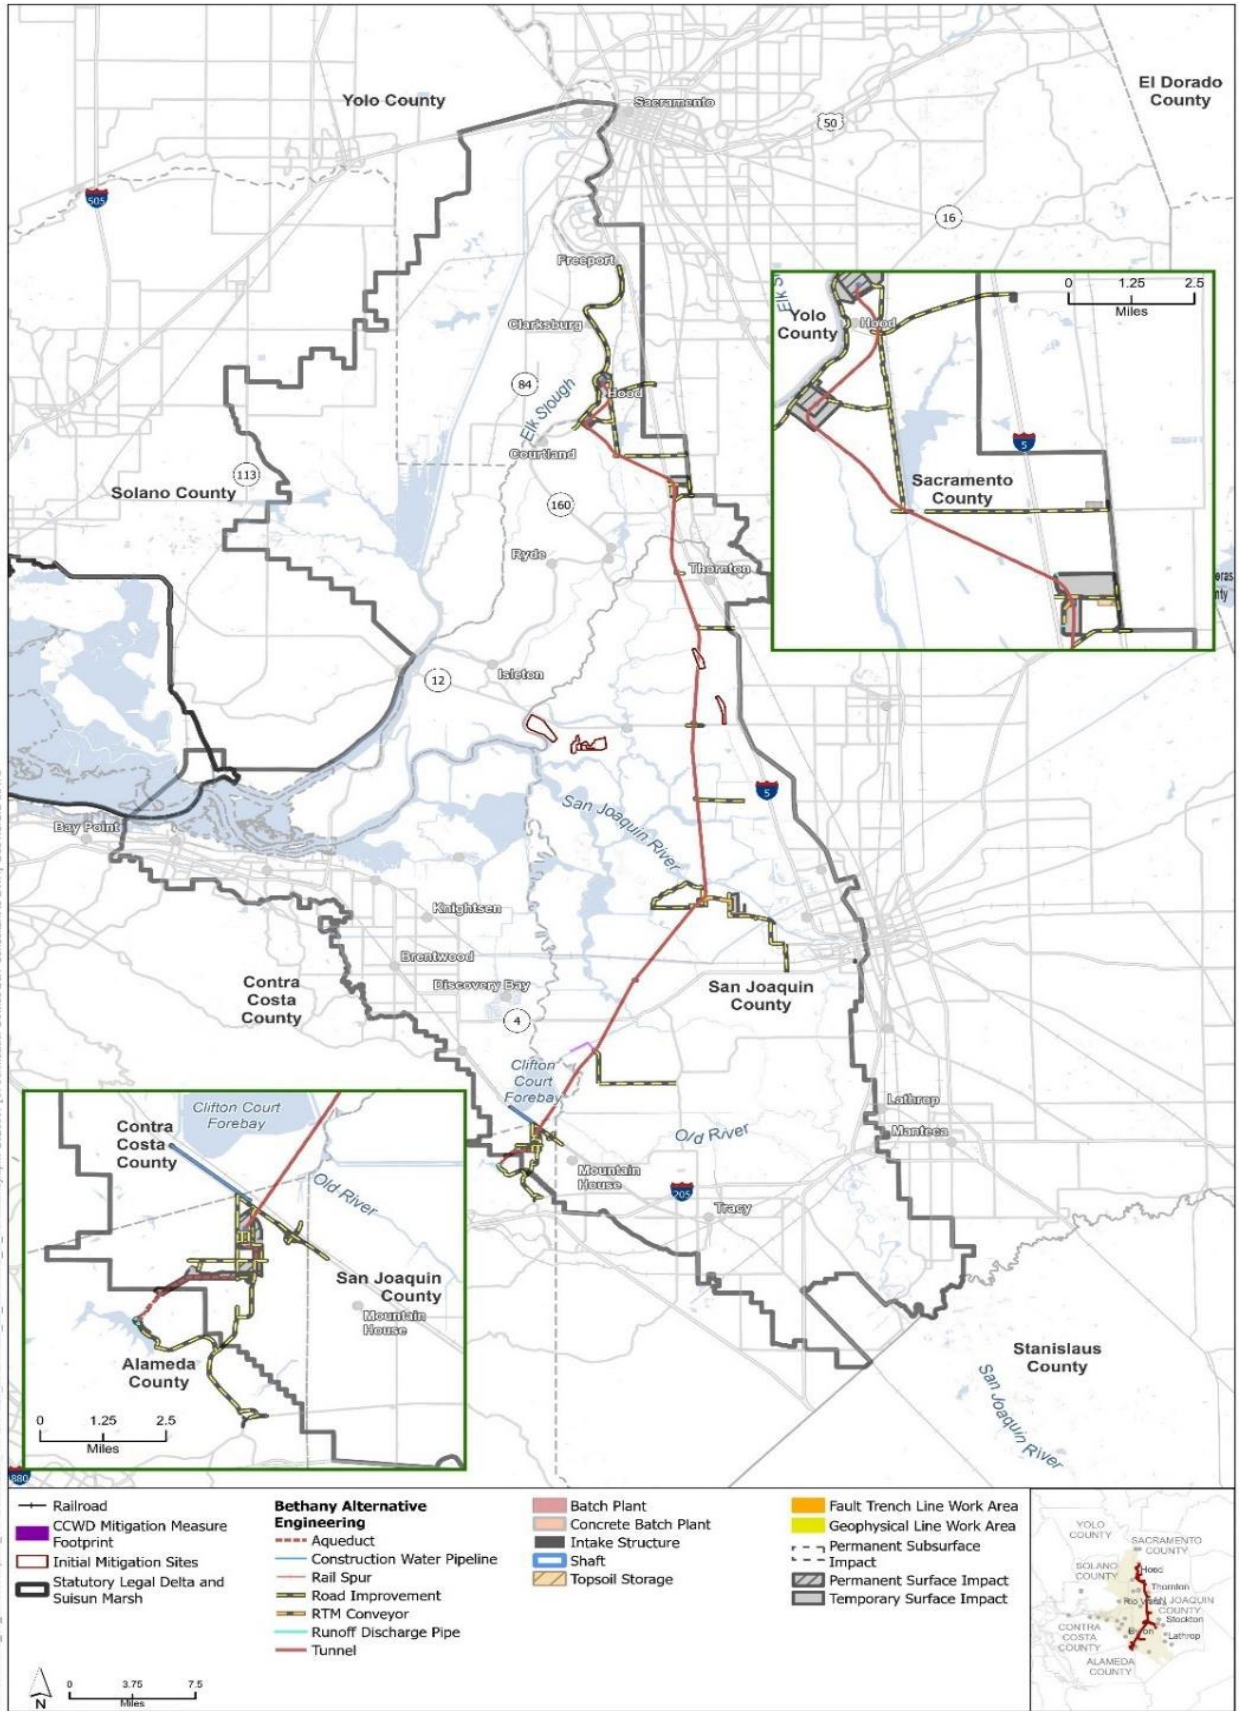 Yolo County
Sacramento
El Dorado
County
50
505
16
Freeport
Clarksburg
84
Elk Slough
Hood
Courtland
113
Solano County
160
Ryde
Thornton
Isleton
12
5
San Joaquin River
Bay Point
Knightsen
Brentwood
Contra
Costa
County
Discovery Bay
San Joaquin
County
4
Clifton
Court
Forebay
Lathrop
Manteca
Old River
Mountain
House
205
Tracy
Stanislaus
County
San Joaquin
River
880
0 1.25 2.5
Miles
Yolo
County
Hood
5
Sacramento
County
Clifton Court
Forebay
Contra
Costa
County
Old River
San Joaquin
County
Mountain
House
Alameda
County
0 1.25 2.5
Miles
Railroad
CCWD Mitigation Measure
Footprint
Initial Mitigation Sites
Statutory Legal Delta and
Suisun Marsh
N
0 3.75 7.5
Miles
Bethany Alternative
Engineering
Aqueduct
Construction Water Pipeline
Rail Spur
Road Improvement
RTM Conveyor
Runoff Discharge Pipe
Tunnel
Batch Plant
Concrete Batch Plant
Intake Structure
Shaft
Topsoil Storage
Fault Trench Line Work Area
Geophysical Line Work Area
Permanent Subsurface
Impact
Permanent Surface Impact
Temporary Surface Impact
YOLO
COUNTY
SACRAMENTO
COUNTY
SOLANO
COUNTY
Hood
Thornton
JOAQUIN
COUNTY
Stockton
CONTRA
COSTA
COUNTY
Lathrop
ALAMEDA
COUNTY